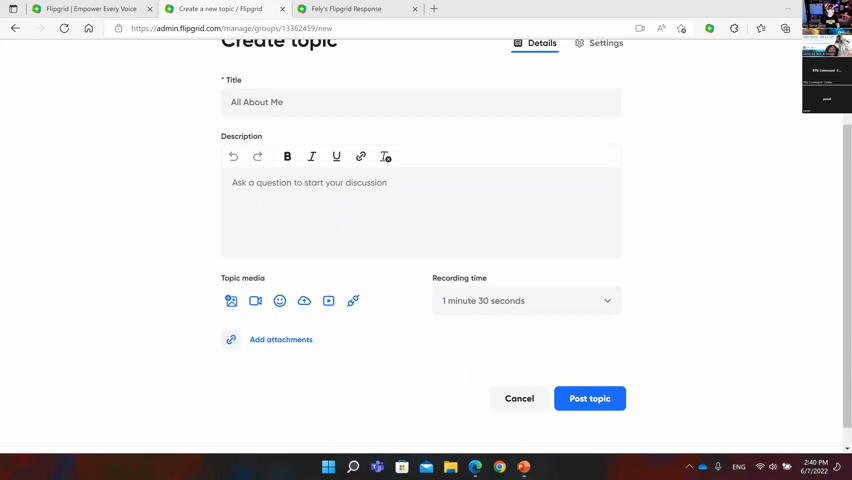 Flipgrid | Empower Every Voice
Create a new topic / Flipgrid
Fely's Flipgrid Response
https://admin.flipgrid.com/manage/groups/13362459/new
Create topic
Details
Settings
* Title
All About Me
Description
B I U
Ask a question to start your discussion
Topic media
Recording time
1 minute 30 seconds
Add attachments
Cancel
Post topic
ENG
2:40 PM
6/7/2022